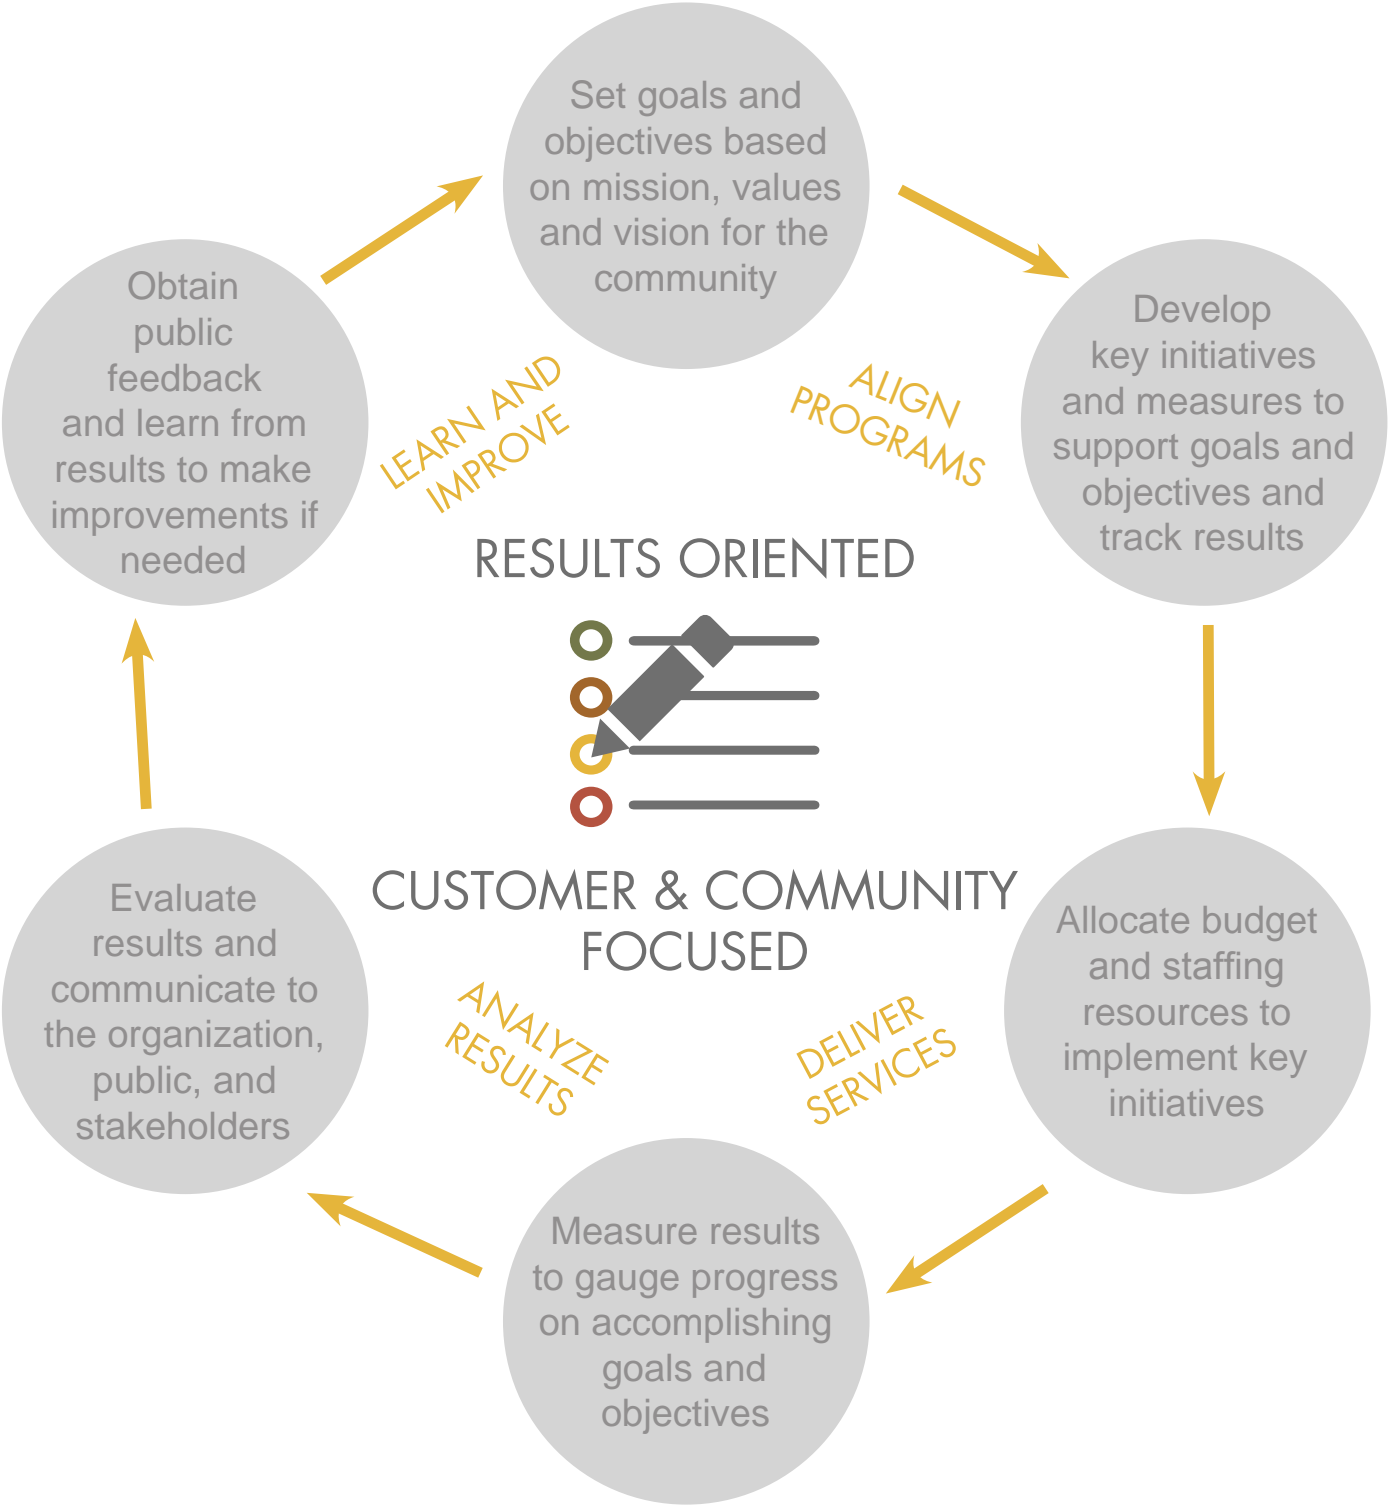 Set goals and
objectives based
on mission, values
and vision for the
community
Develop
key initiatives
and measures to
support goals and
objectives and
track results
Allocate budget
and staffing
resources to
implement key
initiatives
Measure results
to gauge progress
on accomplishing
goals and
objectives
Evaluate
results and
communicate to
the organization,
public, and
stakeholders
Obtain
public
feedback
and learn from
results to make
improvements if
needed
LEARN AND
IMPROVE
ALIGN
PROGRAMS
RESULTS ORIENTED
CUSTOMER & COMMUNITY
FOCUSED
ANALYZE
RESULTS
DELIVER
SERVICES